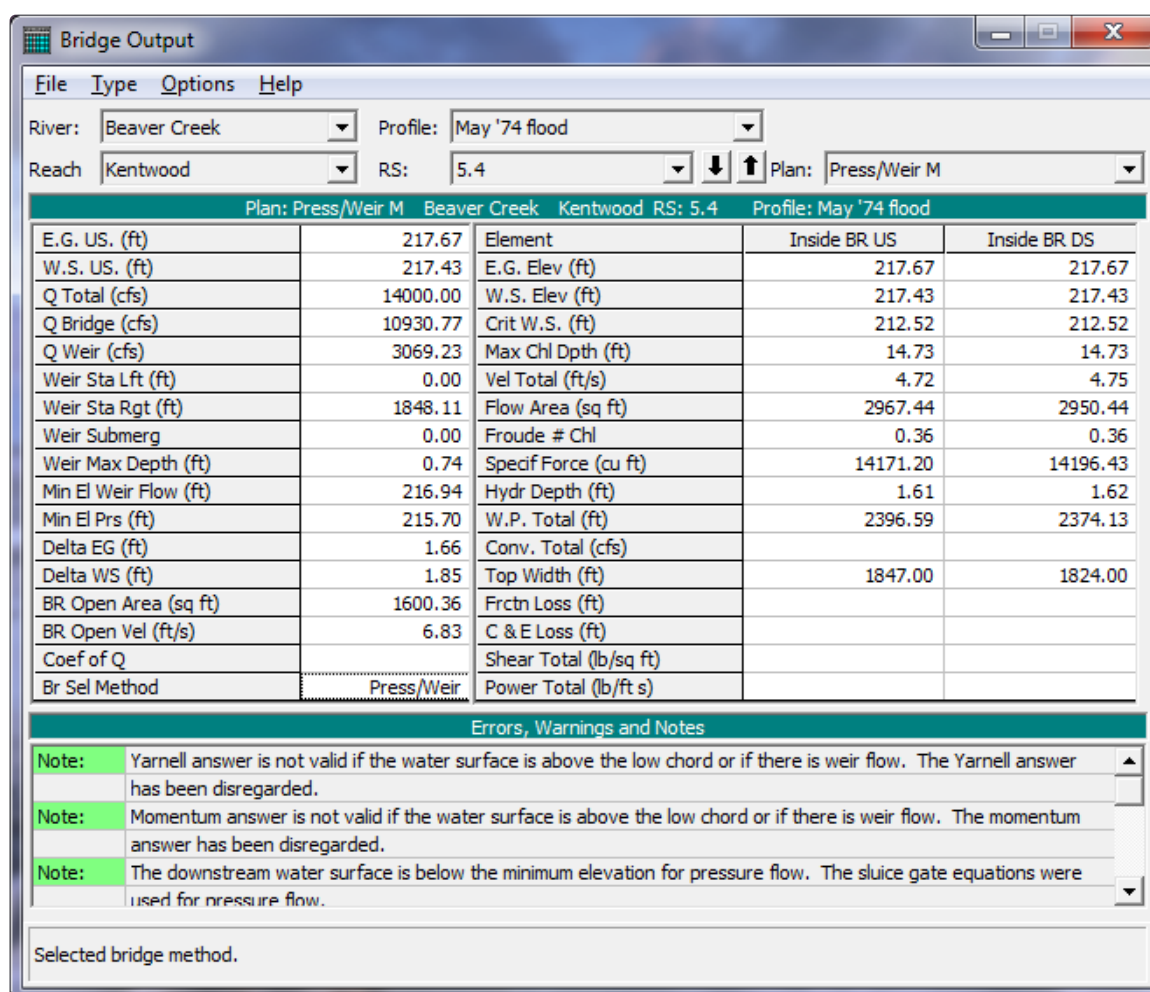 Bridge Output
File Type Options Help
River: Beaver Creek Profile: May '74 flood
Reach Kentwood RS: 5.4 Plan: Press/Weir M
Plan: Press/Weir M Beaver Creek Kentwood RS: 5.4 Profile: May '74 flood
E.G. US. (ft) 217.67 Element Inside BR US Inside BR DS
W.S. US. (ft) 217.43 E.G. Elev (ft) 217.67 217.67
Q Total (cfs) 14000.00 W.S. Elev (ft) 217.43 217.43
Q Bridge (cfs) 10930.77 Crit W.S. (ft) 212.52 212.52
Q Weir (cfs) 3069.23 Max Chl Dpth (ft) 14.73 14.73
Weir Sta Lft (ft) 0.00 Vel Total (ft/s) 4.72 4.75
Weir Sta Rgt (ft) 1848.11 Flow Area (sq ft) 2967.44 2950.44
Weir Submerg 0.00 Froude # Chl 0.36 0.36
Weir Max Depth (ft) 0.74 Specif Force (cu ft) 14171.20 14196.43
Min El Weir Flow (ft) 216.94 Hydr Depth (ft) 1.61 1.62
Min El Prs (ft) 215.70 W.P. Total (ft) 2396.59 2374.13
Delta EG (ft) 1.66 Conv. Total (cfs)
Delta WS (ft) 1.85 Top Width (ft) 1847.00 1824.00
BR Open Area (sq ft) 1600.36 Frctn Loss (ft)
BR Open Vel (ft/s) 6.83 C & E Loss (ft)
Coef of Q Shear Total (lb/sq ft)
Br Sel Method Press/Weir Power Total (lb/ft s)
Errors, Warnings and Notes
Note: Yarnell answer is not valid if the water surface is above the low chord or if there is weir flow. The Yarnell answer
has been disregarded.
Note: Momentum answer is not valid if the water surface is above the low chord or if there is weir flow. The momentum
answer has been disregarded.
Note: The downstream water surface is below the minimum elevation for pressure flow. The sluice gate equations were
used for pressure flow.
Selected bridge method.